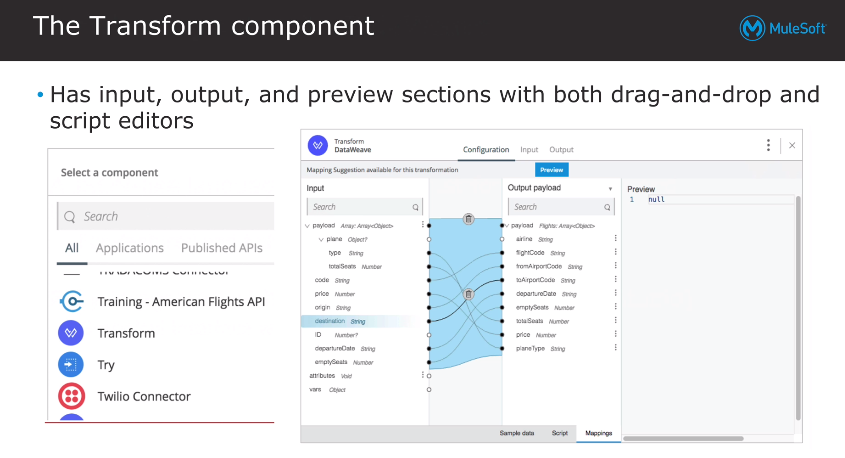 The Transform component
MuleSoft
• Has input, output, and preview sections with both drag-and-drop and
script editors
Select a component
Search
All Applications Published APIs
TRADACOMS Connector
Training - American Flights API
Transform
Try
Twilio Connector
Transform
DataWeave
Configuration Input Output
Mapping Suggestion available for this transformation
Preview
Input
Search
payload Array: Array<Object>
plane Object?
type String
totalSeats Number
code String
price Number
origin String
destination String
ID Number?
departureDate String
emptySeats Number
attributes Void
vars Object
Output payload
Search
payload Flights: Array<Object>
airline String
flightCode String
fromAirportCode String
toAirportCode String
departureDate String
emptySeats Number
totalSeats Number
price Number
planeType String
Preview
1 null
Sample data Script Mappings